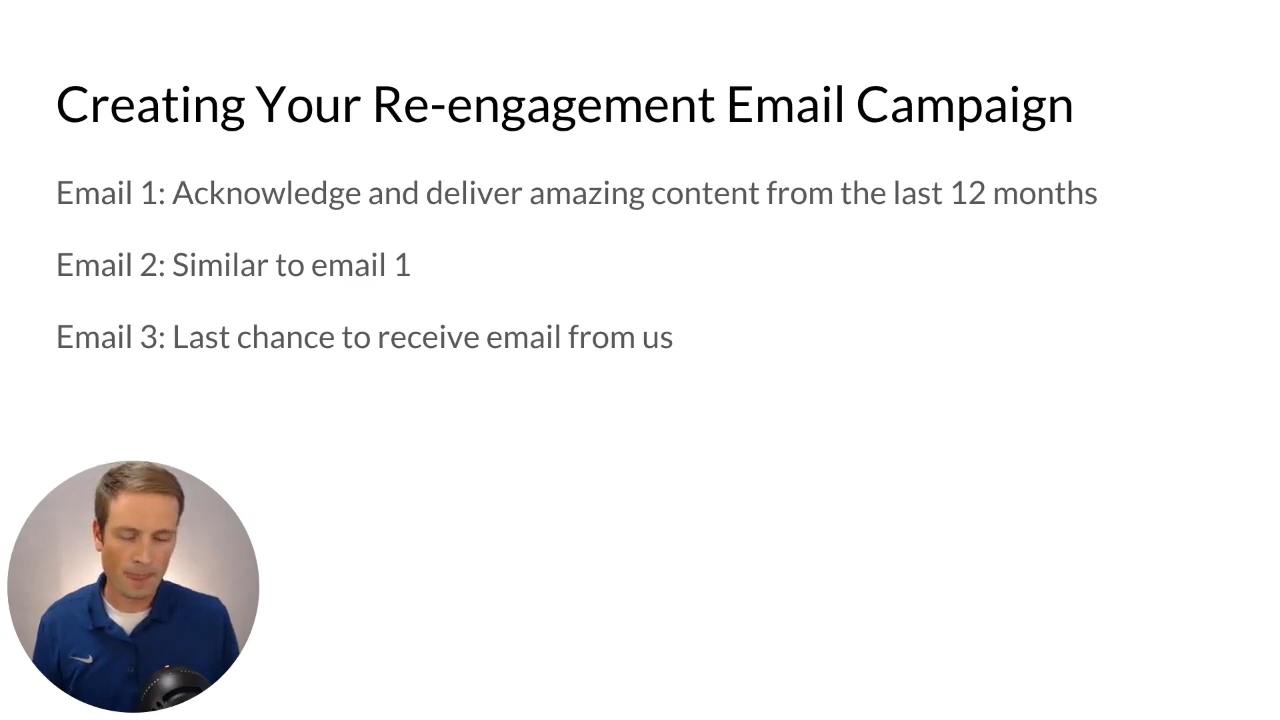 Creating Your Re-engagement Email Campaign
Email 1: Acknowledge and deliver amazing content from the last 12 months
Email 2: Similar to email 1
Email 3: Last chance to receive email from us